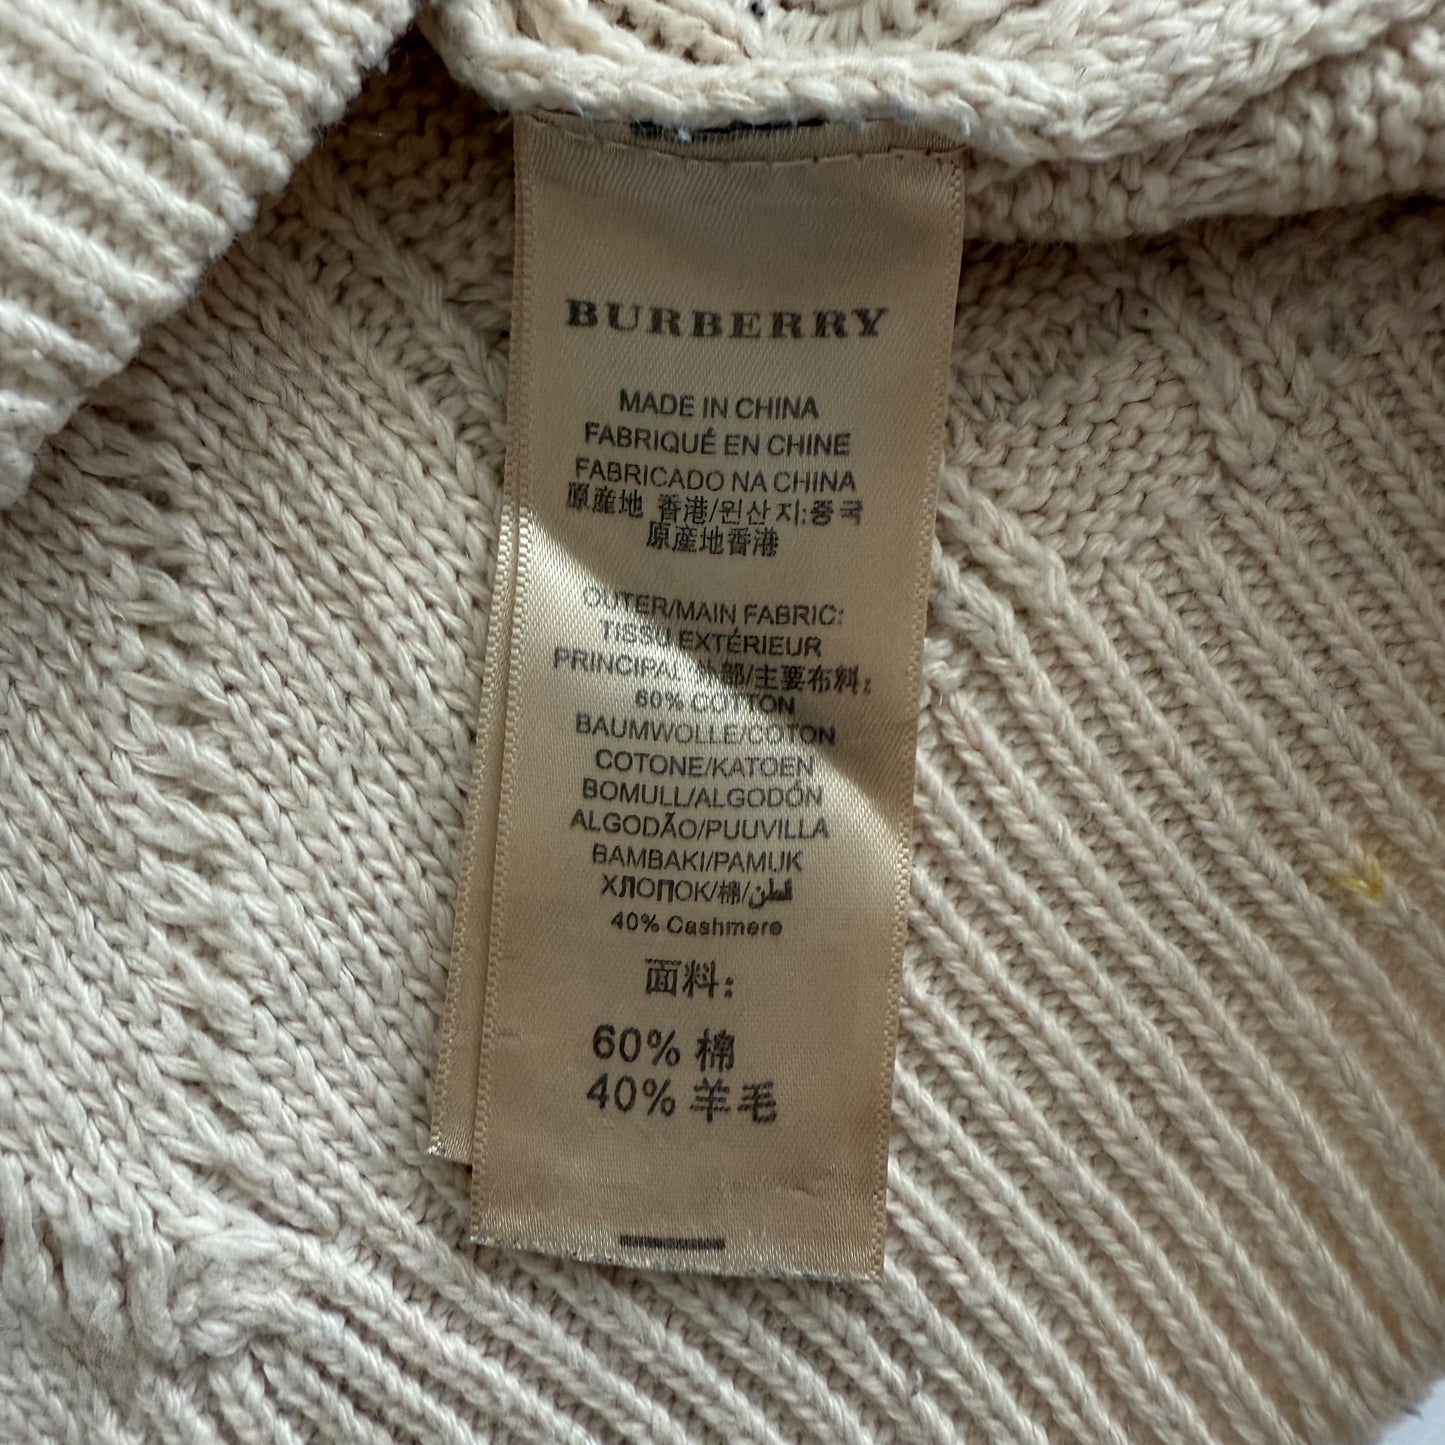 BURBERRY
MADE IN CHINA
FABRIQUÉ EN CHINE
FABRICADO NA CHINA
原産地 香港/원산지:중국
原産地香港
OUTER/MAIN FABRIC:
TISSU EXTÉRIEUR
PRINCIPAL 外部/主要布料:
60% COTTON
BAUMWOLLE/COTON
COTONE/KATOEN
BOMULL/ALGODÓN
ALGODÃO/PUUVILLA
BAMBAKI/PAMUK
ХЛОПОК/棉/قطن
40% Cashmere
面料:
60% 棉
40% 羊毛